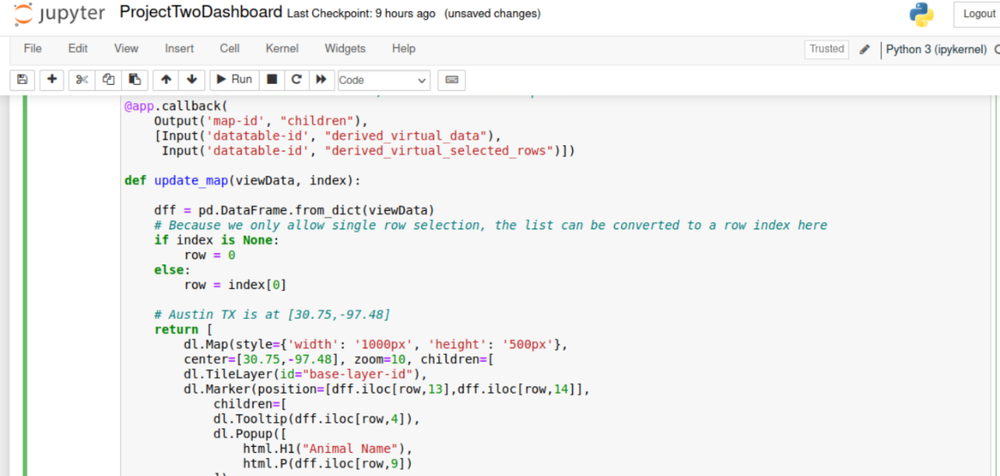 jupyter ProjectTwoDashboard Last Checkpoint: 9 hours ago (unsaved changes) Logout
File Edit View Insert Cell Kernel Widgets Help Trusted Python 3 (ipykernel)
Run Code
@app.callback(
    Output('map-id', "children"),
    [Input('datatable-id', "derived_virtual_data"),
     Input('datatable-id', "derived_virtual_selected_rows")])
def update_map(viewData, index):
    dff = pd.DataFrame.from_dict(viewData)
    # Because we only allow single row selection, the list can be converted to a row index here
    if index is None:
        row = 0
    else:
        row = index[0]
    # Austin TX is at [30.75,-97.48]
    return [
        dl.Map(style={'width': '1000px', 'height': '500px'},
        center=[30.75,-97.48], zoom=10, children=[
        dl.TileLayer(id="base-layer-id"),
        dl.Marker(position=[dff.iloc[row,13],dff.iloc[row,14]],
            children=[
            dl.Tooltip(dff.iloc[row,4]),
            dl.Popup([
                html.H1("Animal Name"),
                html.P(dff.iloc[row,9])